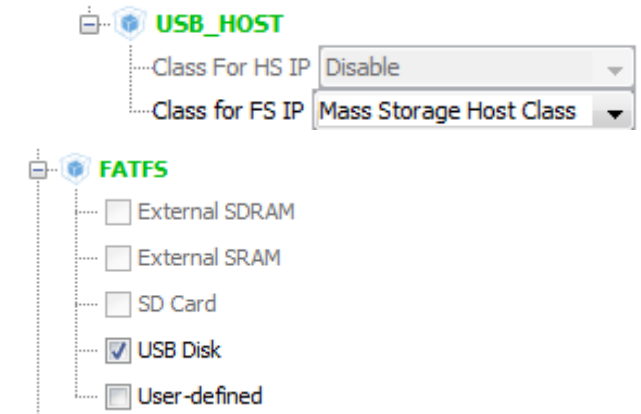 USB_HOST
Class For HS IP Disable
Class for FS IP Mass Storage Host Class
FATFS
External SDRAM
External SRAM
SD Card
USB Disk
User-defined